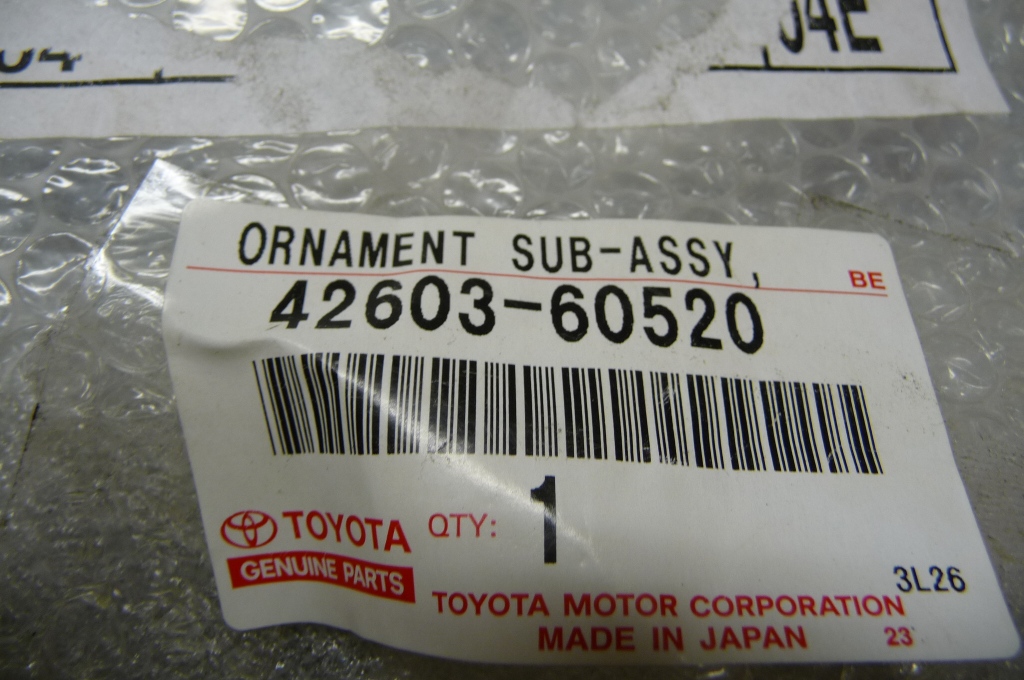 04
04E
ORNAMENT SUB-ASSY,
BE
42603-60520
TOYOTA
QTY: 1
GENUINE PARTS
3L26
TOYOTA MOTOR CORPORATION
MADE IN JAPAN 23